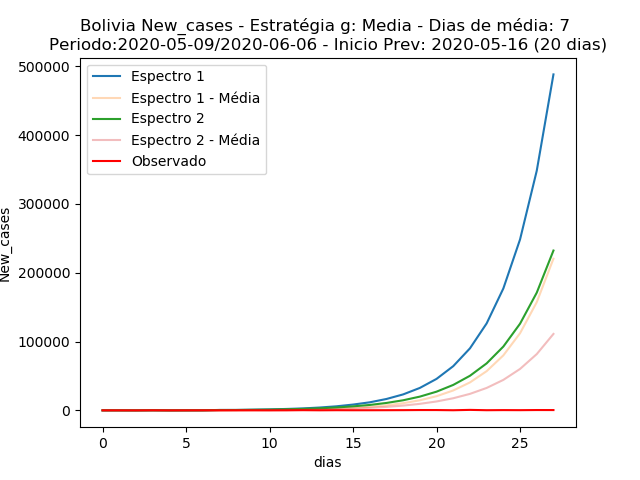 Bolivia New_cases - Estratégia g: Media - Dias de média: 7
Periodo:2020-05-09/2020-06-06 - Inicio Prev: 2020-05-16 (20 dias)
Espectro 1
Espectro 1 - Média
Espectro 2
Espectro 2 - Média
Observado
New_cases
500000
400000
300000
200000
100000
0
0 5 10 15 20 25
dias